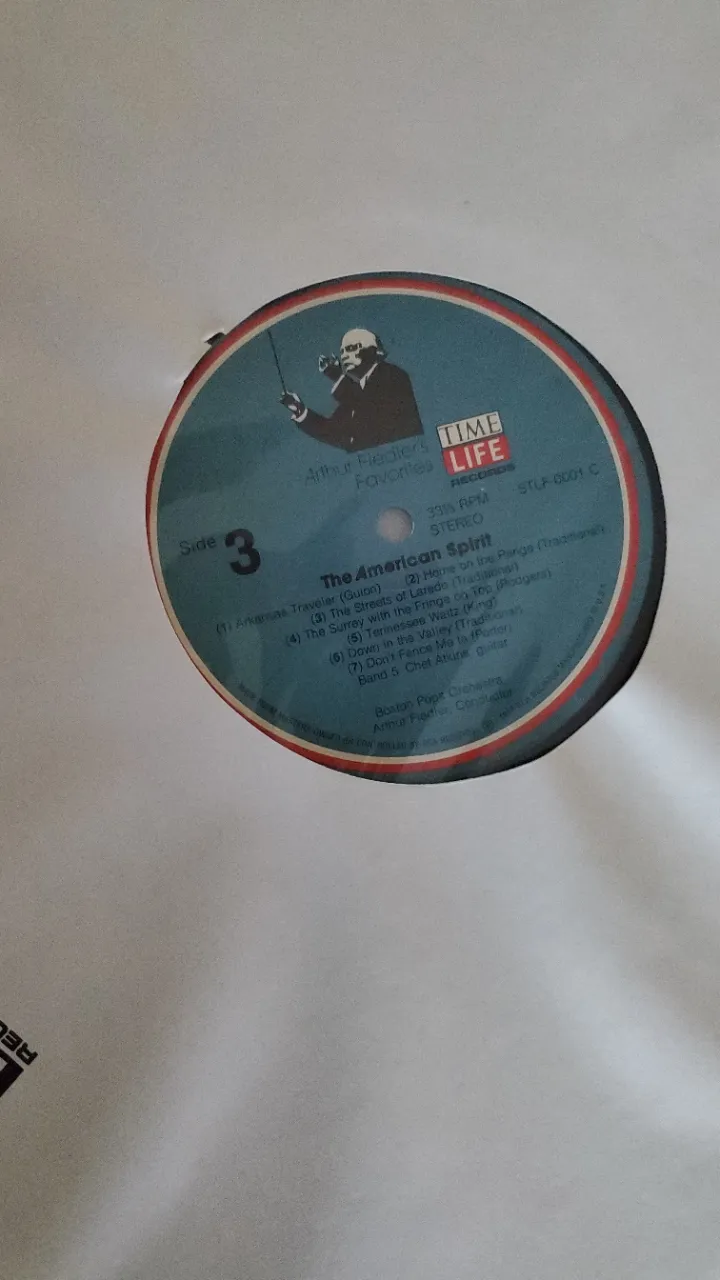 Arthur Fiedler's
Favorites
TIME
LIFE
RECORDS
33⅓ RPM
STEREO
STLF-0001 C
Side 3
The American Spirit
(1) Arkansas Traveler (Guion) (2) Home on the Range (Traditional)
(3) The Streets of Laredo (Traditional)
(4) The Surrey with the Fringe on Top (Rodgers)
(5) Tennessee Waltz (King)
(6) Down in the Valley (Traditional)
(7) Don't Fence Me In (Porter)
Band 5 Chet Atkins, guitar
Boston Pops Orchestra
Arthur Fiedler, Conductor